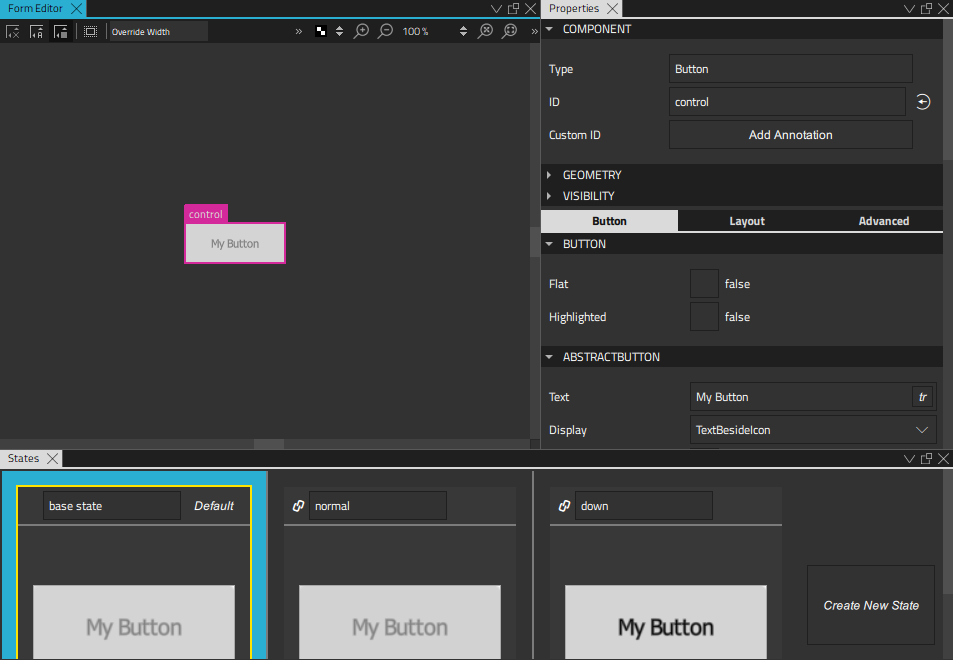 Form Editor
Override Width
»
100 %
»
control
My Button
Properties
COMPONENT
Type
Button
ID
control
Custom ID
Add Annotation
GEOMETRY
VISIBILITY
Button Layout Advanced
BUTTON
Flat
false
Highlighted
false
ABSTRACTBUTTON
Text
My Button
tr
Display
TextBesideIcon
States
base state
Default
normal
down
My Button
My Button
My Button
Create New State